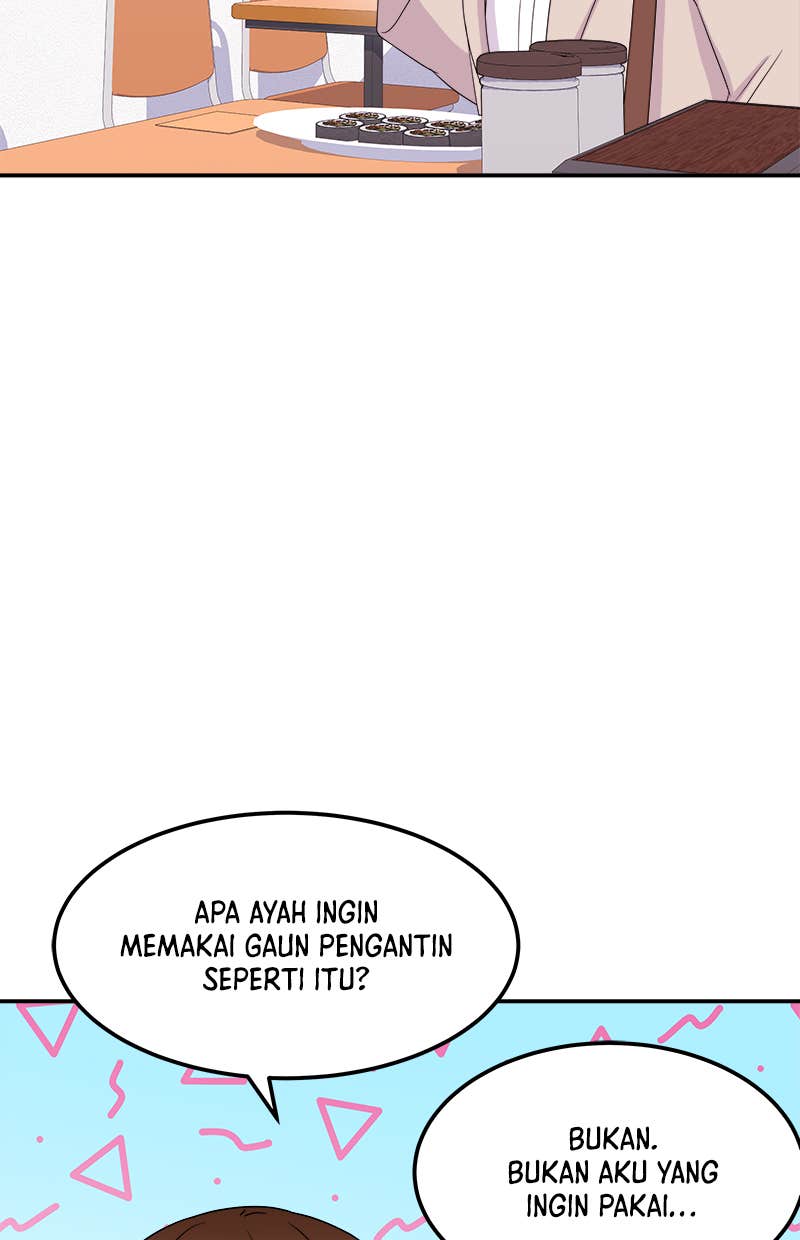 APA AYAH INGIN
MEMAKAI GAUN PENGANTIN
SEPERTI ITU?
BUKAN.
BUKAN AKU YANG
INGIN PAKAI...